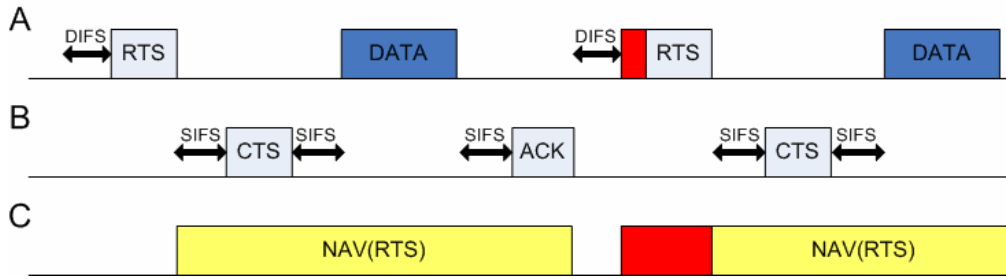 A
DIFS RTS DATA DIFS RTS DATA
B
SIFS CTS SIFS SIFS ACK SIFS CTS SIFS
C
NAV(RTS) NAV(RTS)